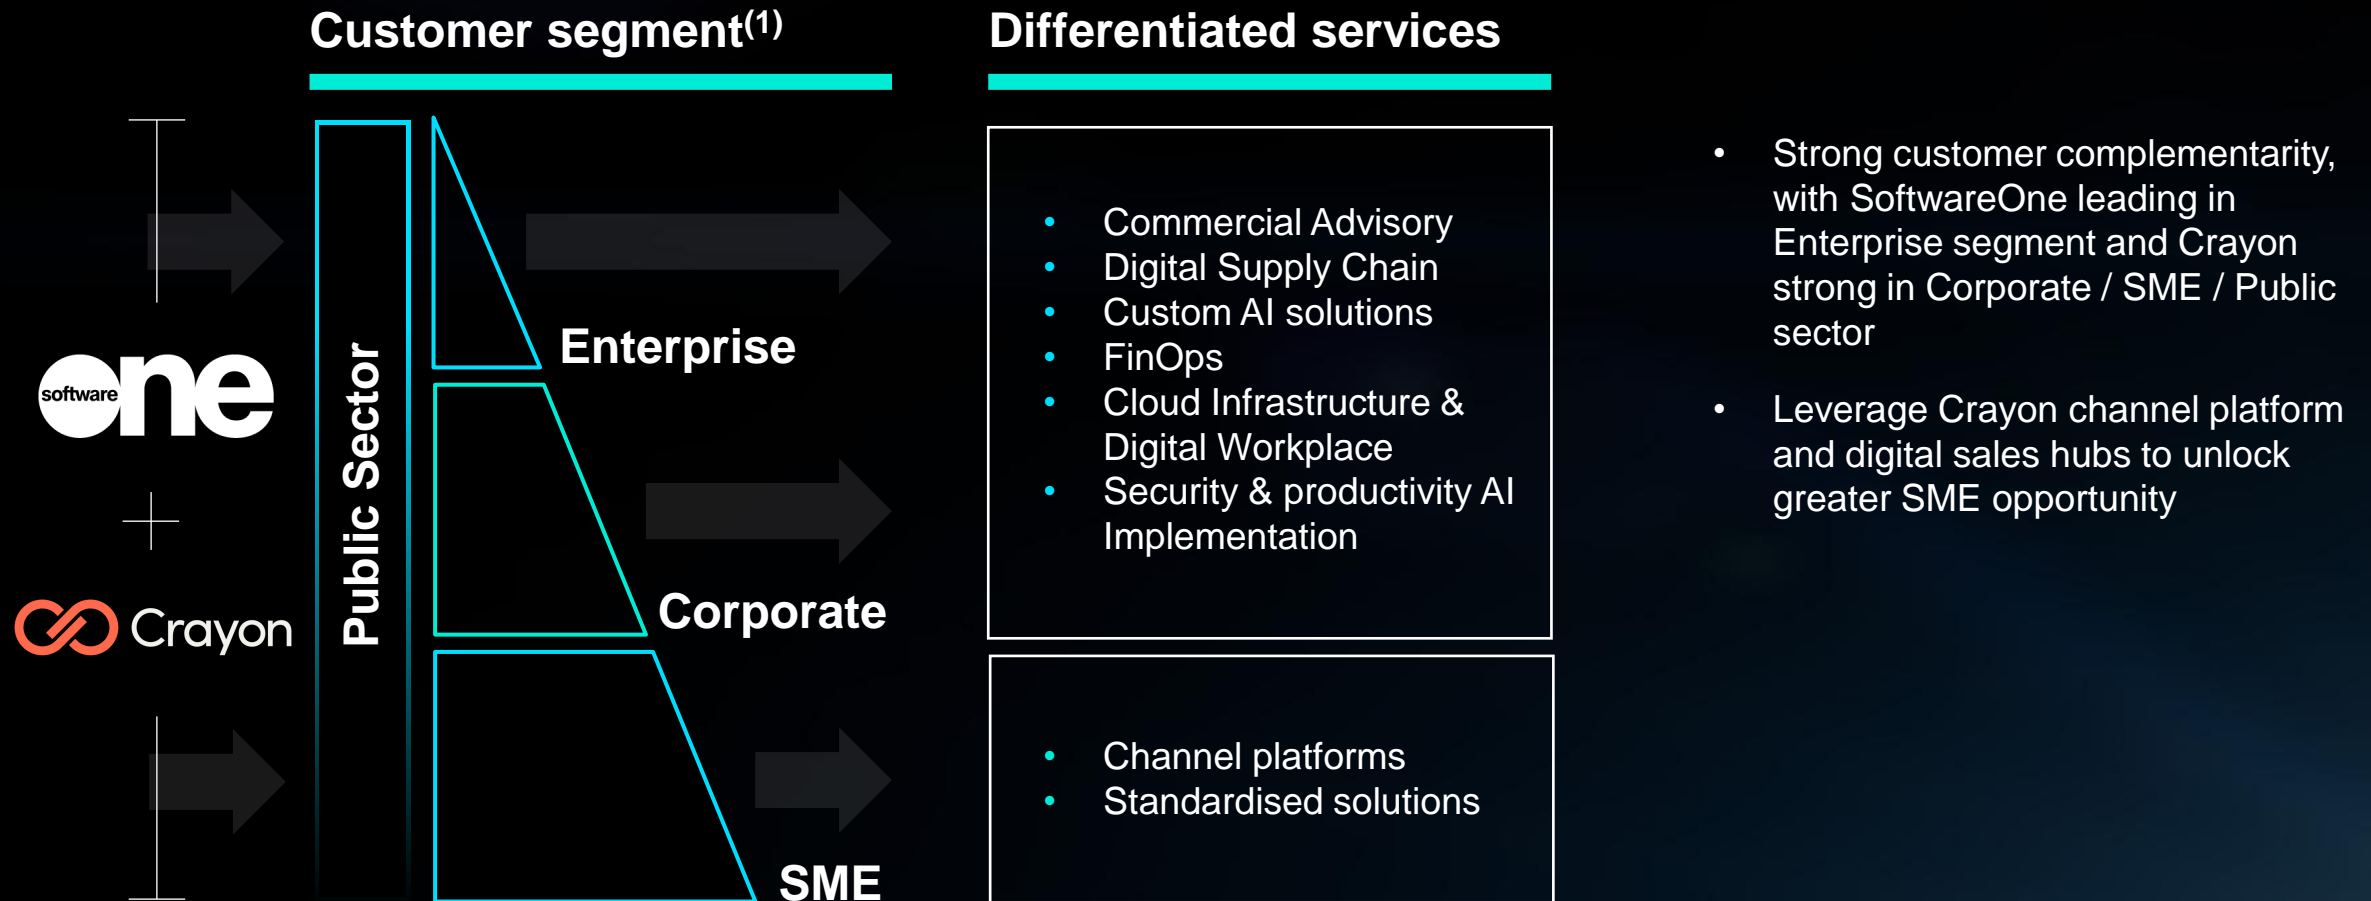 Customer segment(1)
Differentiated services
software
one
Crayon
Public Sector
Enterprise
Corporate
SME
• Commercial Advisory
• Digital Supply Chain
• Custom AI solutions
• FinOps
• Cloud Infrastructure &
Digital Workplace
• Security & productivity AI
Implementation
• Channel platforms
• Standardised solutions
• Strong customer complementarity,
with SoftwareOne leading in
Enterprise segment and Crayon
strong in Corporate / SME / Public
sector
• Leverage Crayon channel platform
and digital sales hubs to unlock
greater SME opportunity